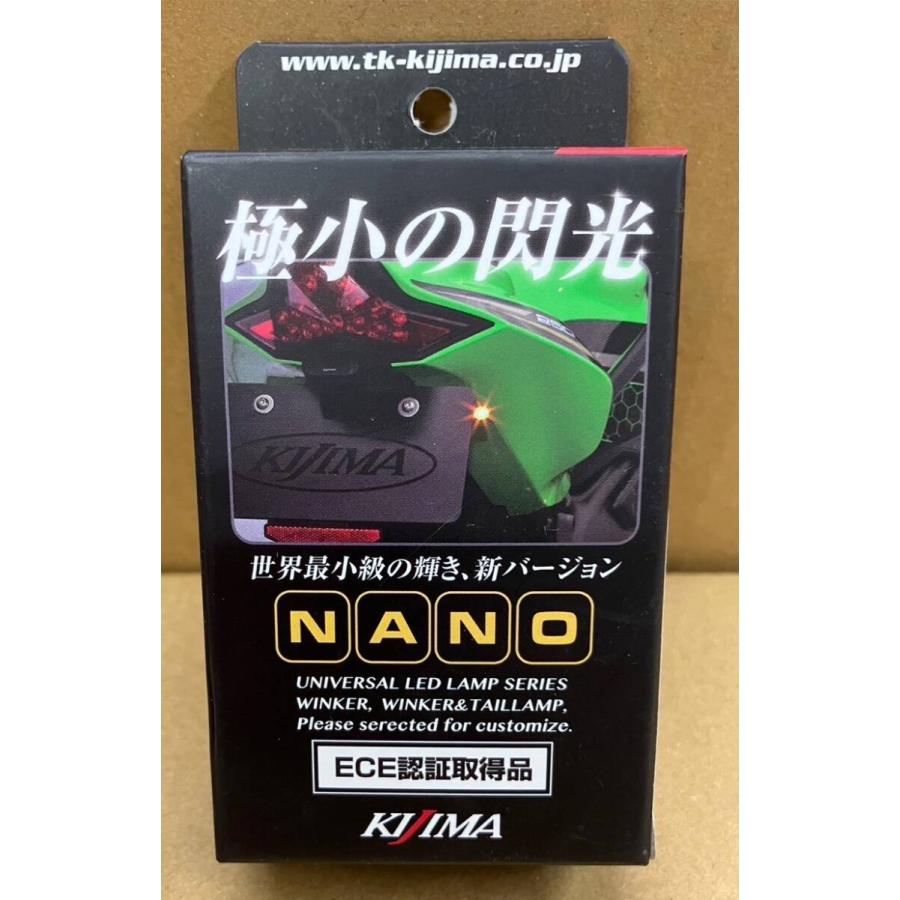 www.tk-kijima.co.jp
極小の閃光
250
KIJIMA
世界最小級の輝き、新バージョン
NANO
UNIVERSAL LED LAMP SERIES
WINKER, WINKER&TAILLAMP,
Please serected for customize.
ECE認証取得品
KIJIMA